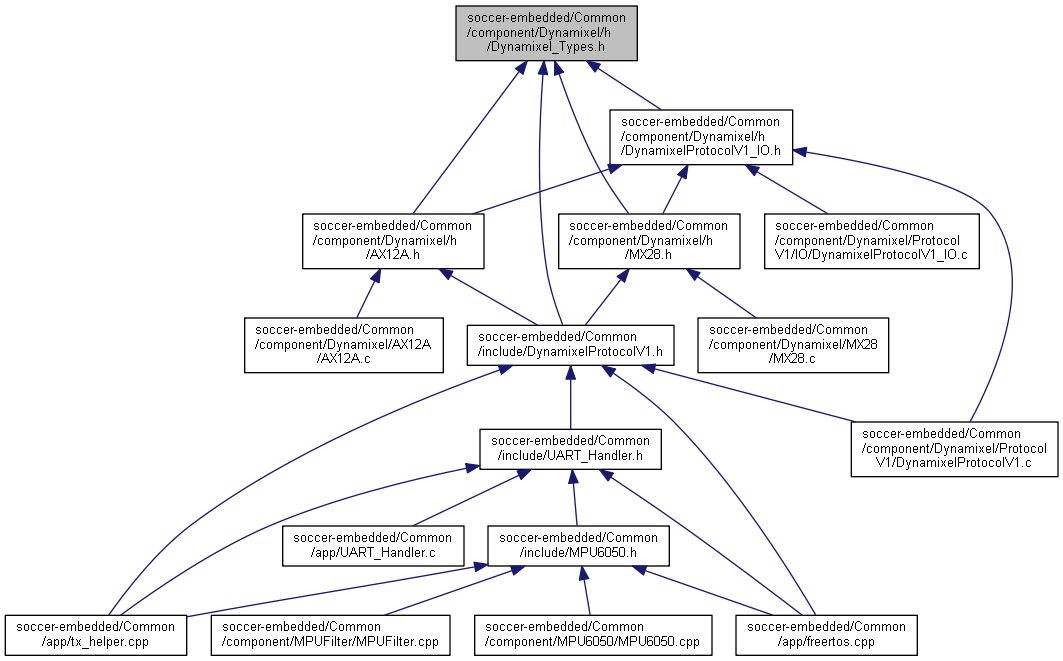 soccer-embedded/Common
/component/Dynamixel/h
/Dynamixel_Types.h
soccer-embedded/Common
/component/Dynamixel/h
/DynamixelProtocolV1_IO.h
soccer-embedded/Common
/component/Dynamixel/h
/AX12A.h
soccer-embedded/Common
/component/Dynamixel/h
/MX28.h
soccer-embedded/Common
/component/Dynamixel/Protocol
V1/IO/DynamixelProtocolV1_IO.c
soccer-embedded/Common
/component/Dynamixel/AX12A
/AX12A.c
soccer-embedded/Common
/include/DynamixelProtocolV1.h
soccer-embedded/Common
/component/Dynamixel/MX28
/MX28.c
soccer-embedded/Common
/include/UART_Handler.h
soccer-embedded/Common
/component/Dynamixel/Protocol
V1/DynamixelProtocolV1.c
soccer-embedded/Common
/app/UART_Handler.c
soccer-embedded/Common
/include/MPU6050.h
soccer-embedded/Common
/app/tx_helper.cpp
soccer-embedded/Common
/component/MPUFilter/MPUFilter.cpp
soccer-embedded/Common
/component/MPU6050/MPU6050.cpp
soccer-embedded/Common
/app/freertos.cpp